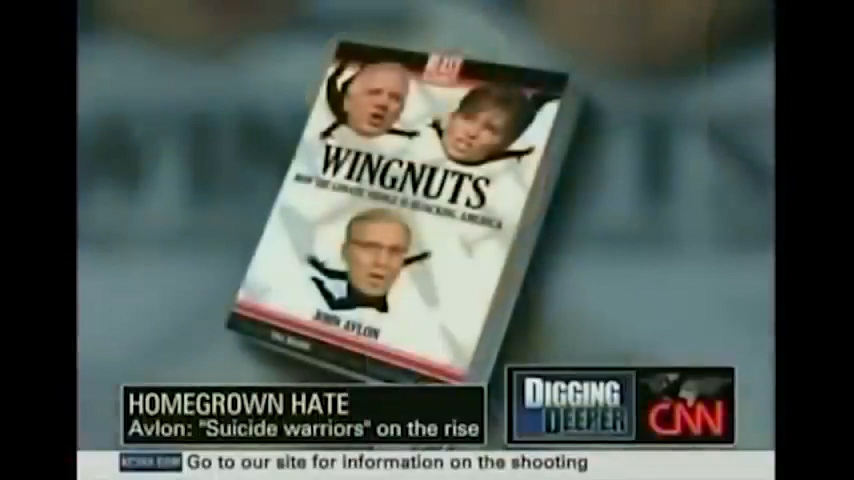 WINGNUTS
HOW THE LUNATIC FRINGE IS HIJACKING AMERICA
JOHN AVLON
HOMEGROWN HATE
Avlon: "Suicide warriors" on the rise
DIGGING
DEEPER
CNN
Go to our site for information on the shooting